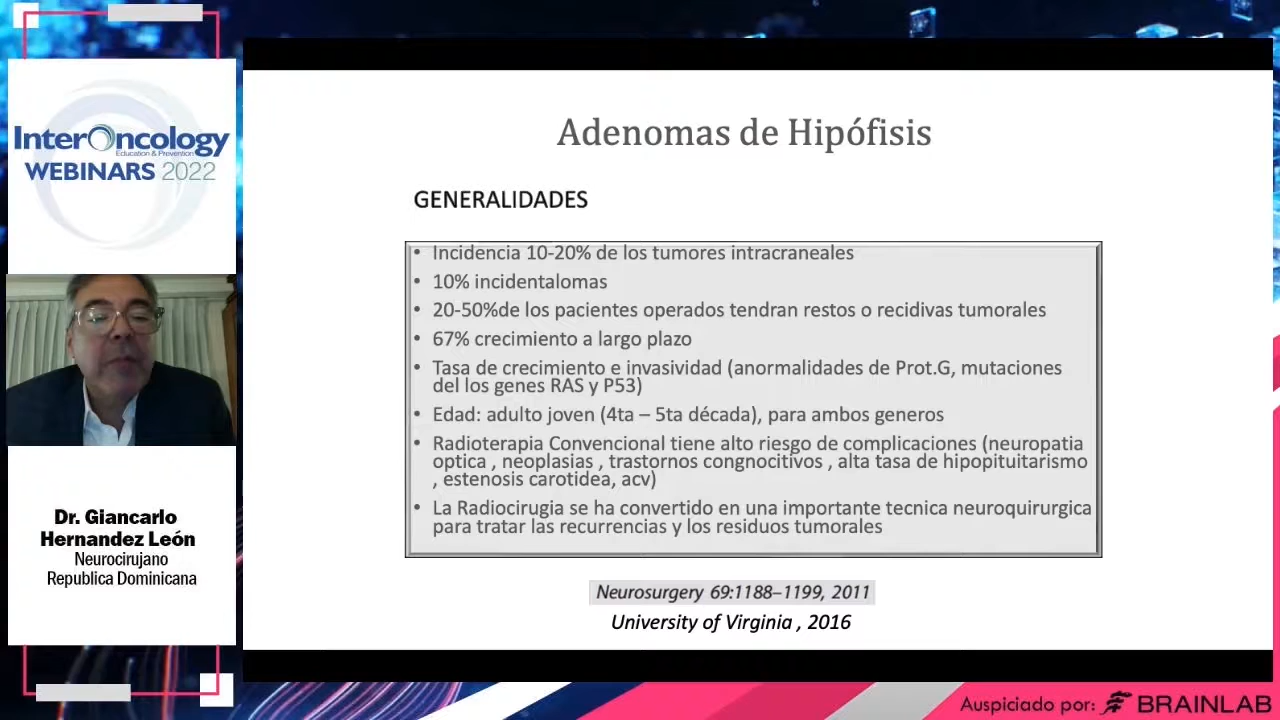 InterOncology
Education & Prevention
WEBINARS 2022
Dr. Giancarlo
Hernandez León
Neurocirujano
Republica Dominicana
Adenomas de Hipófisis
GENERALIDADES
• Incidencia 10-20% de los tumores intracraneales
• 10% incidentalomas
• 20-50%de los pacientes operados tendran restos o recidivas tumorales
• 67% crecimiento a largo plazo
• Tasa de crecimiento e invasividad (anormalidades de Prot.G, mutaciones
del los genes RAS y P53)
• Edad: adulto joven (4ta – 5ta década), para ambos generos
• Radioterapia Convencional tiene alto riesgo de complicaciones (neuropatia
optica , neoplasias , trastornos congnocitivos , alta tasa de hipopituitarismo
, estenosis carotidea, acv)
• La Radiocirugia se ha convertido en una importante tecnica neuroquirurgica
para tratar las recurrencias y los residuos tumorales
Neurosurgery 69:1188–1199, 2011
University of Virginia , 2016
Auspiciado por: BRAINLAB